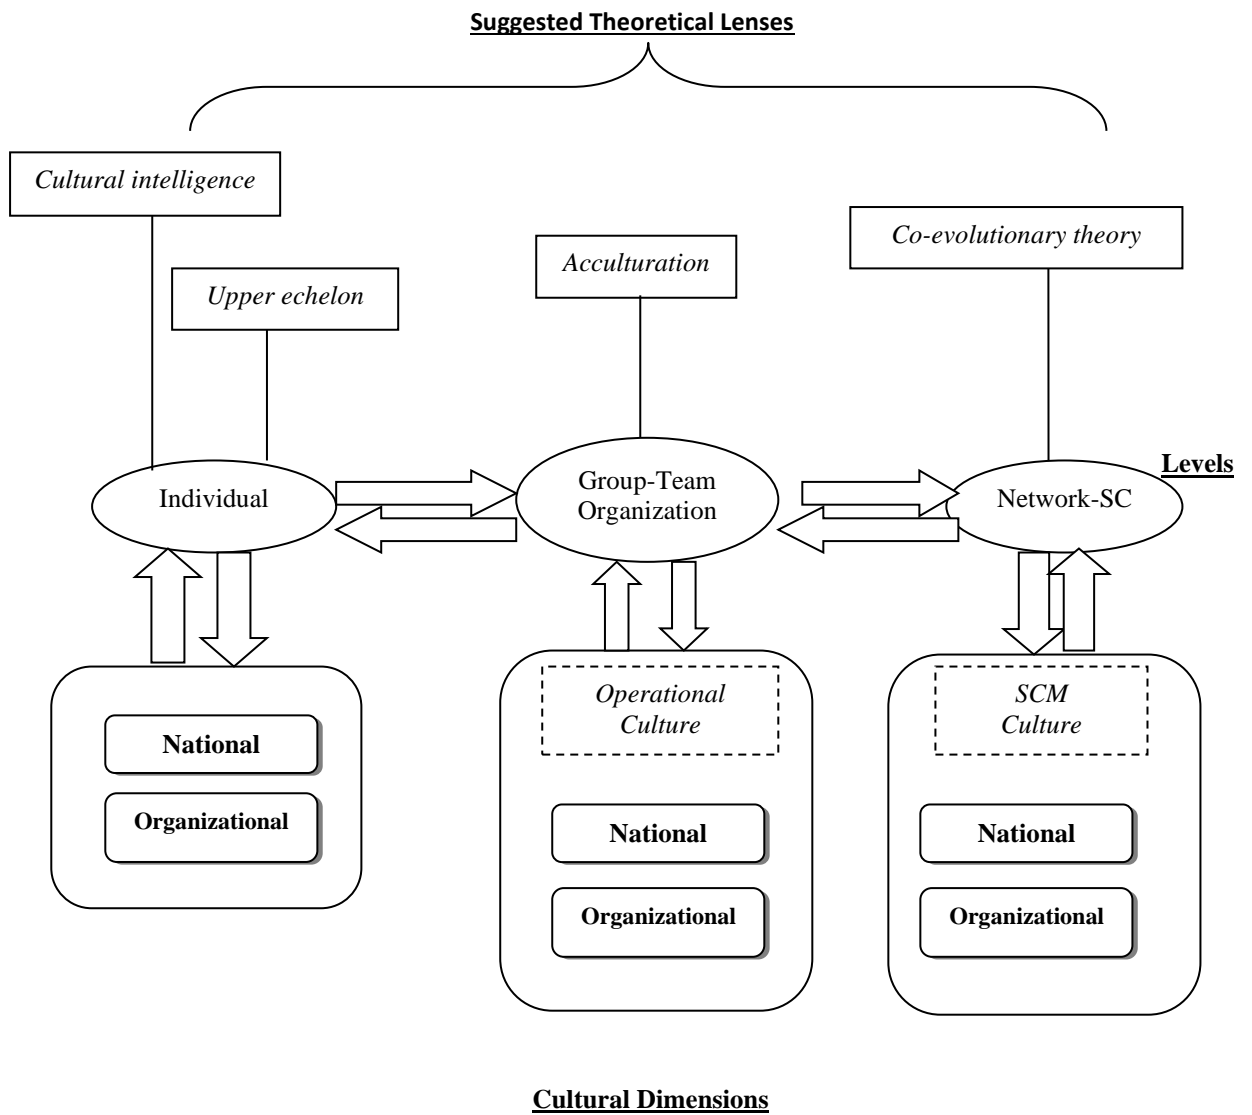 Suggested Theoretical Lenses
Cultural intelligence
Upper echelon
Acculturation
Co-evolutionary theory
Levels
Individual
Group-Team
Organization
Network-SC
National
Organizational
Operational
Culture
National
Organizational
SCM
Culture
National
Organizational
Cultural Dimensions